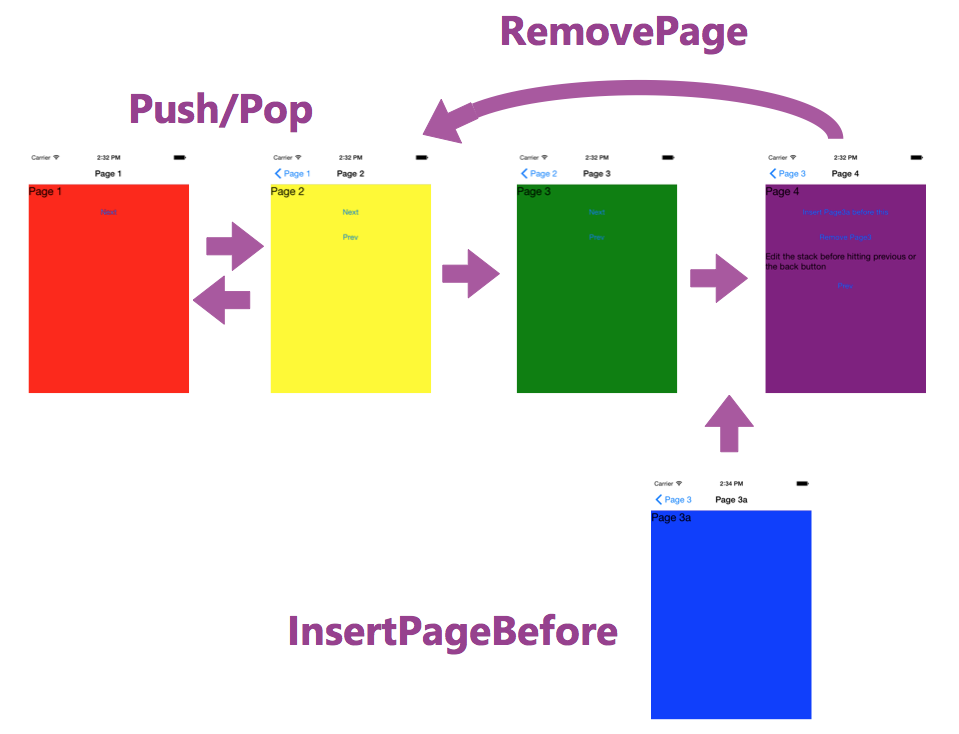 RemovePage
Push/Pop
Carrier 2:32 PM
Page 1
Page 1
Next
Carrier 2:32 PM
Page 1 Page 2
Page 2
Next
Prev
Carrier 2:32 PM
Page 2 Page 3
Page 3
Next
Prev
Carrier 2:32 PM
Page 3 Page 4
Page 4
Insert Page3a before it
Remove Page3
Edit the stack before hitting previous or
the back button
Prev
Carrier 2:34 PM
Page 3 Page 3a
Page 3a
InsertPageBefore